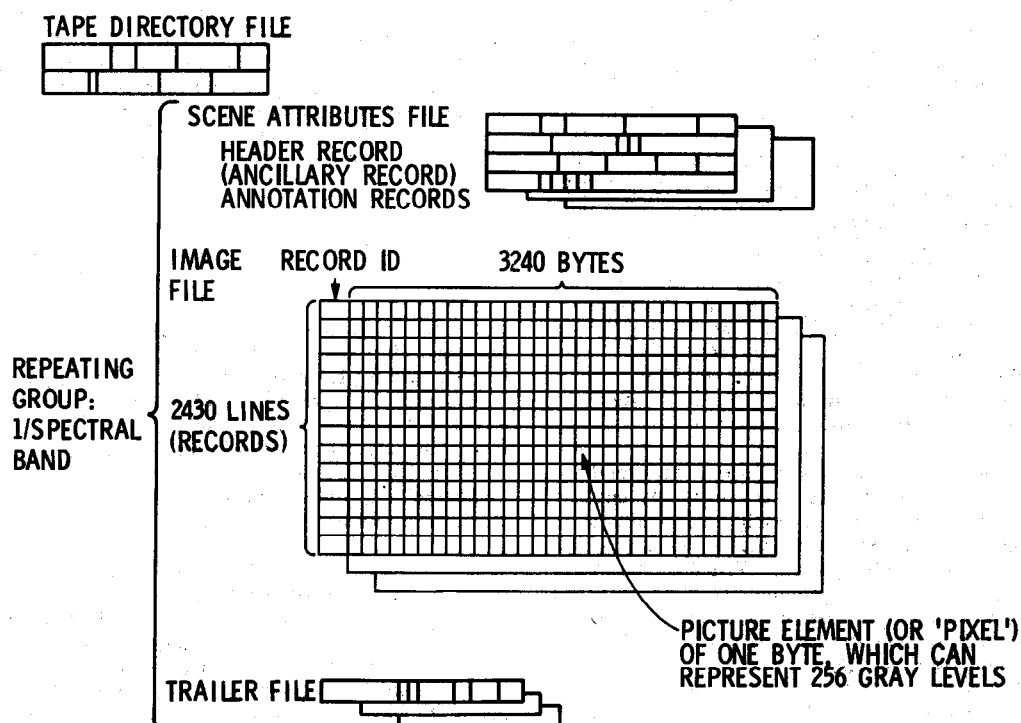 TAPE DIRECTORY FILE
SCENE ATTRIBUTES FILE
HEADER RECORD
(ANCILLARY RECORD)
ANNOTATION RECORDS
IMAGE
FILE
RECORD ID
3240 BYTES
REPEATING
GROUP:
1/SPECTRAL
BAND
2430 LINES
(RECORDS)
PICTURE ELEMENT (OR 'PIXEL')
OF ONE BYTE, WHICH CAN
REPRESENT 256 GRAY LEVELS
TRAILER FILE